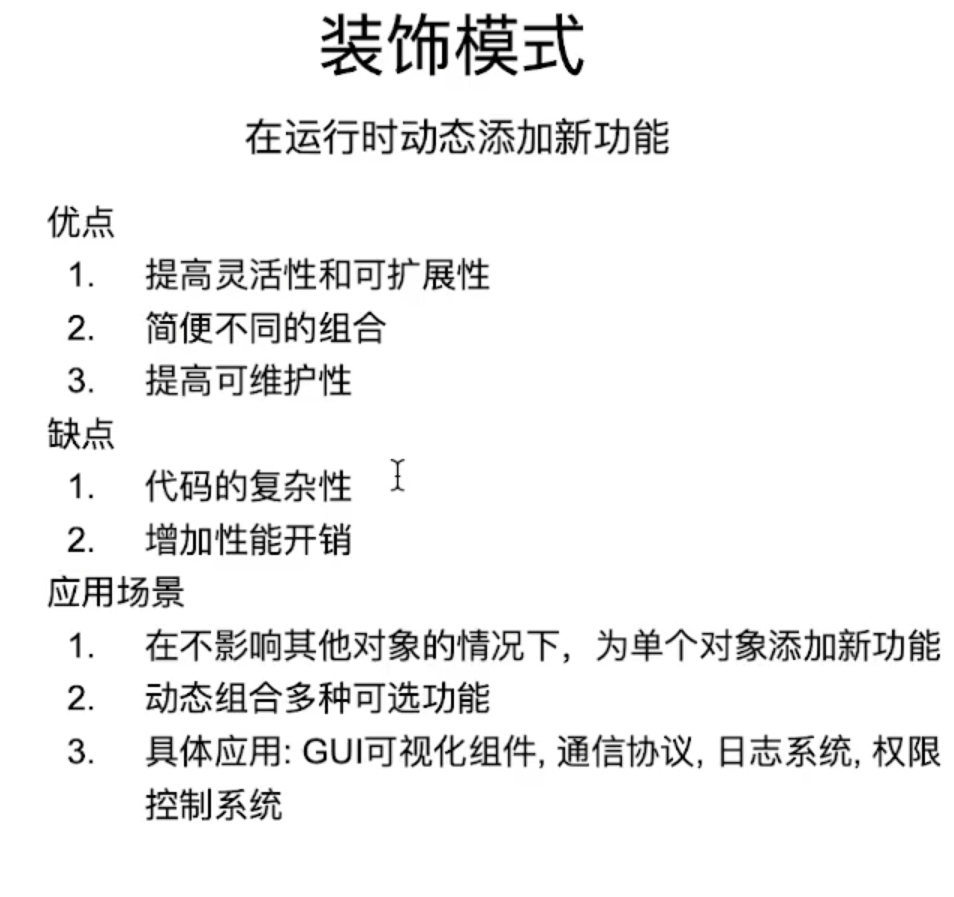 装饰模式
在运行时动态添加新功能
优点
1. 提高灵活性和可扩展性
2. 简便不同的组合
3. 提高可维护性
缺点
1. 代码的复杂性
2. 增加性能开销
应用场景
1. 在不影响其他对象的情况下，为单个对象添加新功能
2. 动态组合多种可选功能
3. 具体应用: GUI可视化组件, 通信协议, 日志系统, 权限
控制系统